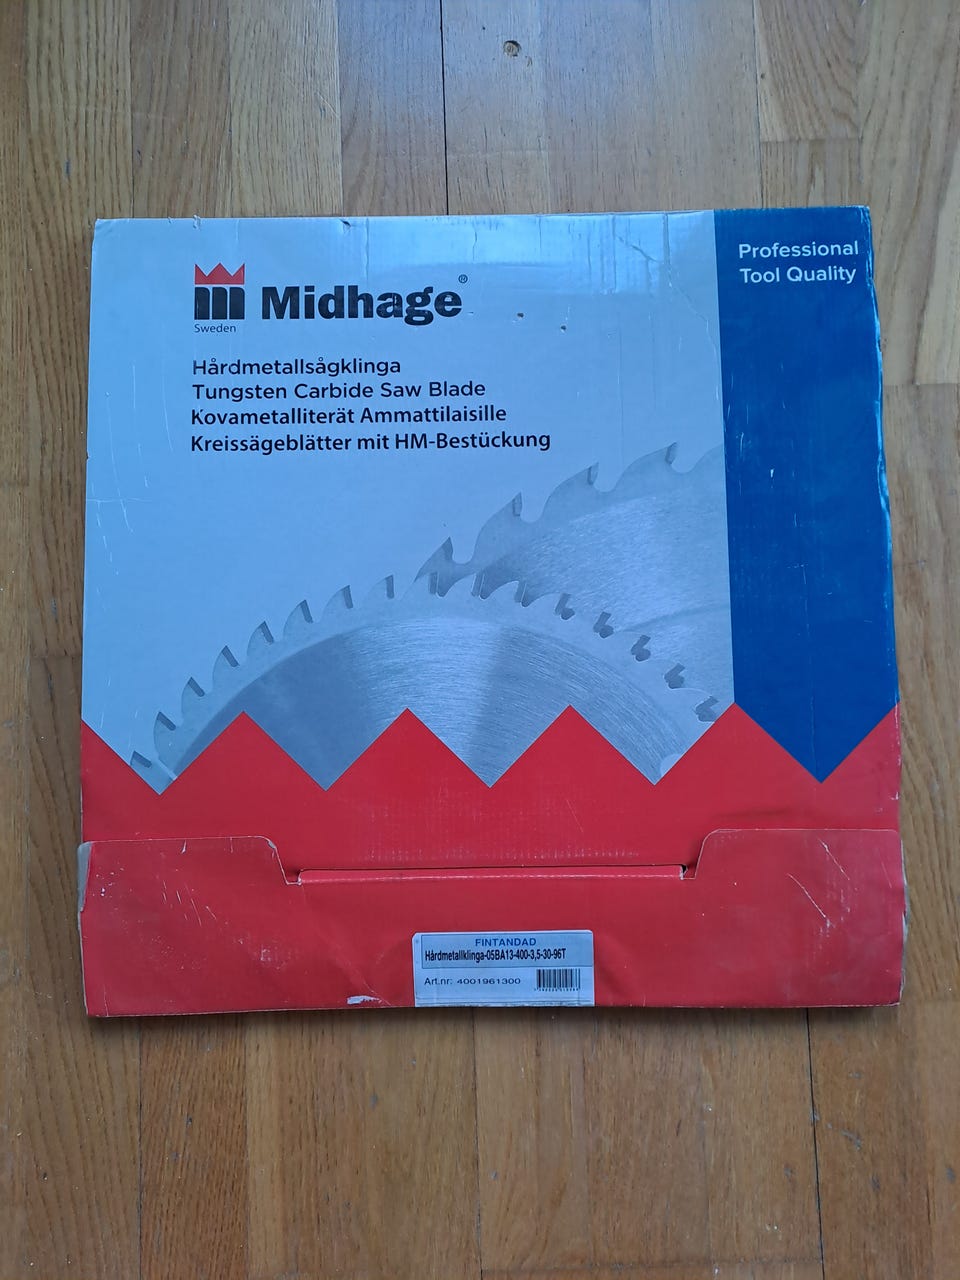 Professional
Tool Quality
Midhage®
Sweden
Hårdmetallsågklinga
Tungsten Carbide Saw Blade
Kovametalliterät Ammattilaisille
Kreissägeblätter mit HM-Bestückung
FINTANDAD
Hårdmetallklinga-05BA13-400-3,5-30-96T
Art.nr: 4001961300